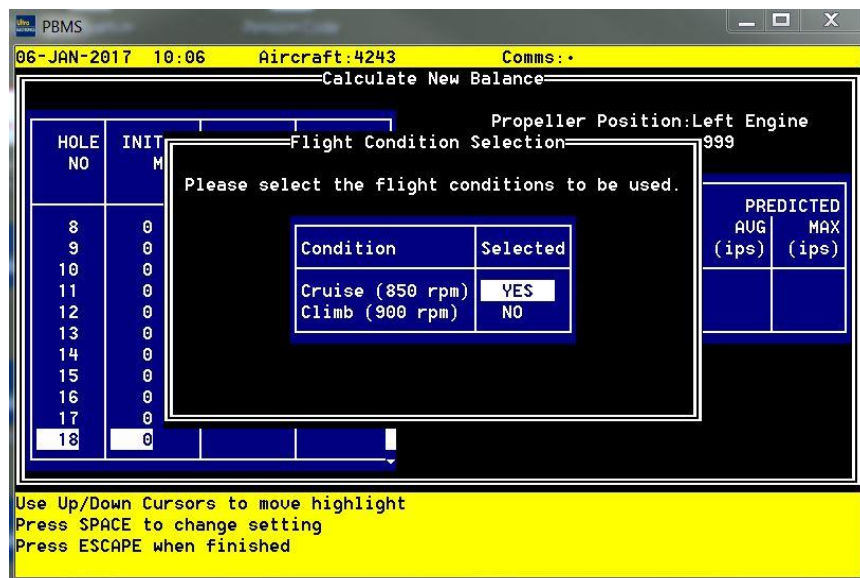 PBMS
06-JAN-2017 10:06 Aircraft:4243 Comms:·
Calculate New Balance
Propeller Position:Left Engine
999
HOLE NO
INIT M
PREDICTED
AVG (ips)
MAX (ips)
8 0
9 0
10 0
11 0
12 0
13 0
14 0
15 0
16 0
17 0
18 0
Flight Condition Selection
Please select the flight conditions to be used.
Condition Selected
Cruise (850 rpm) YES
Climb (900 rpm) NO
Use Up/Down Cursors to move highlight
Press SPACE to change setting
Press ESCAPE when finished